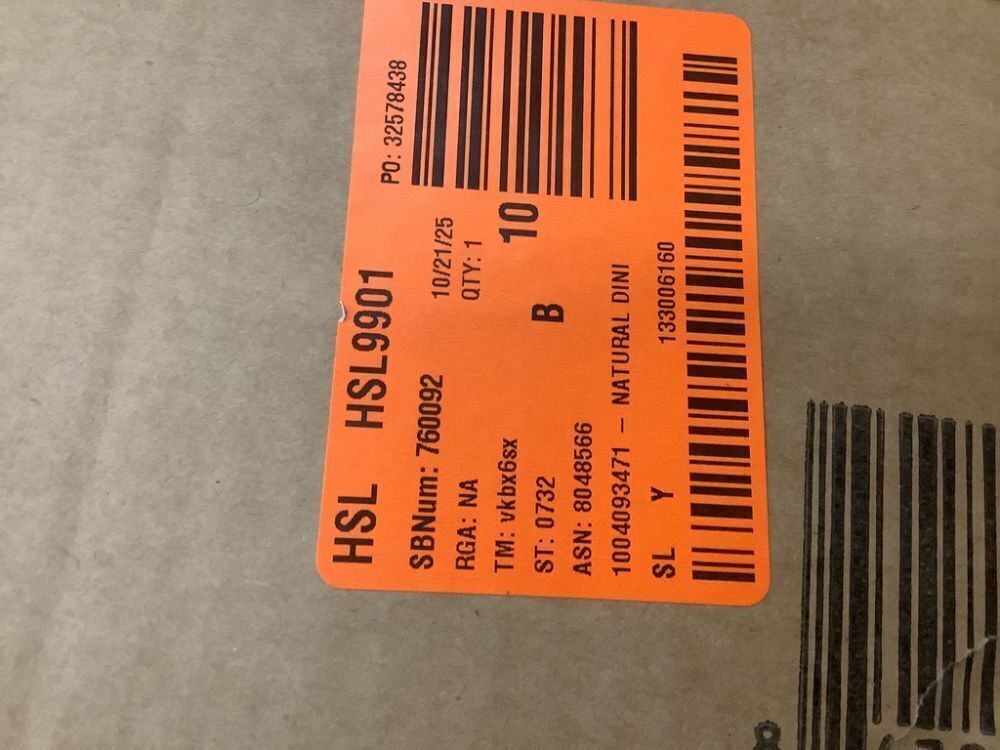 HSL HSL9901
PO: 32578438
SBNum: 760092
10/21/25
RGA: NA
QTY: 1
TM: vkbx6sx
10
ST: 0732
B
ASN: 8048566
1004093471 – NATURAL DINI
SL Y
133006160
8